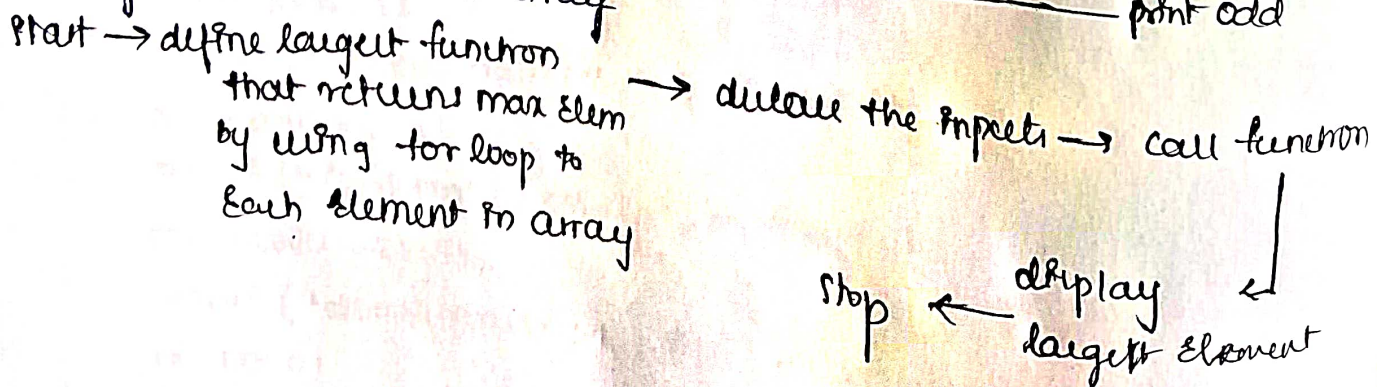 print odd
start → define largest function
that returns max elem
by using for loop to
Each element in array
→ declare the inputs → call function
display
largest element
stop